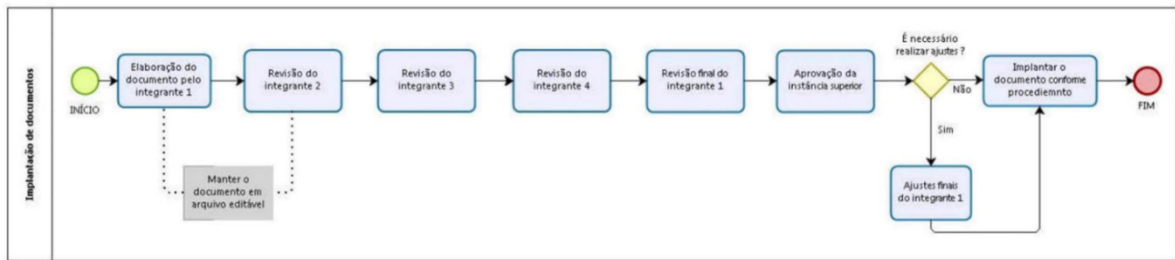 Implantação de documentos
INÍCIO
Elaboração do
documento pelo
integrante 1
Manter o
documento em
arquivo editável
Revisão do
integrante 2
Revisão do
integrante 3
Revisão do
integrante 4
Revisão final do
integrante 1
Aprovação da
instância superior
É necessário
realizar ajustes ?
Não
Sim
Ajustes finais
do integrante 1
Implantar o
documento conforme
procediemnto
FIM